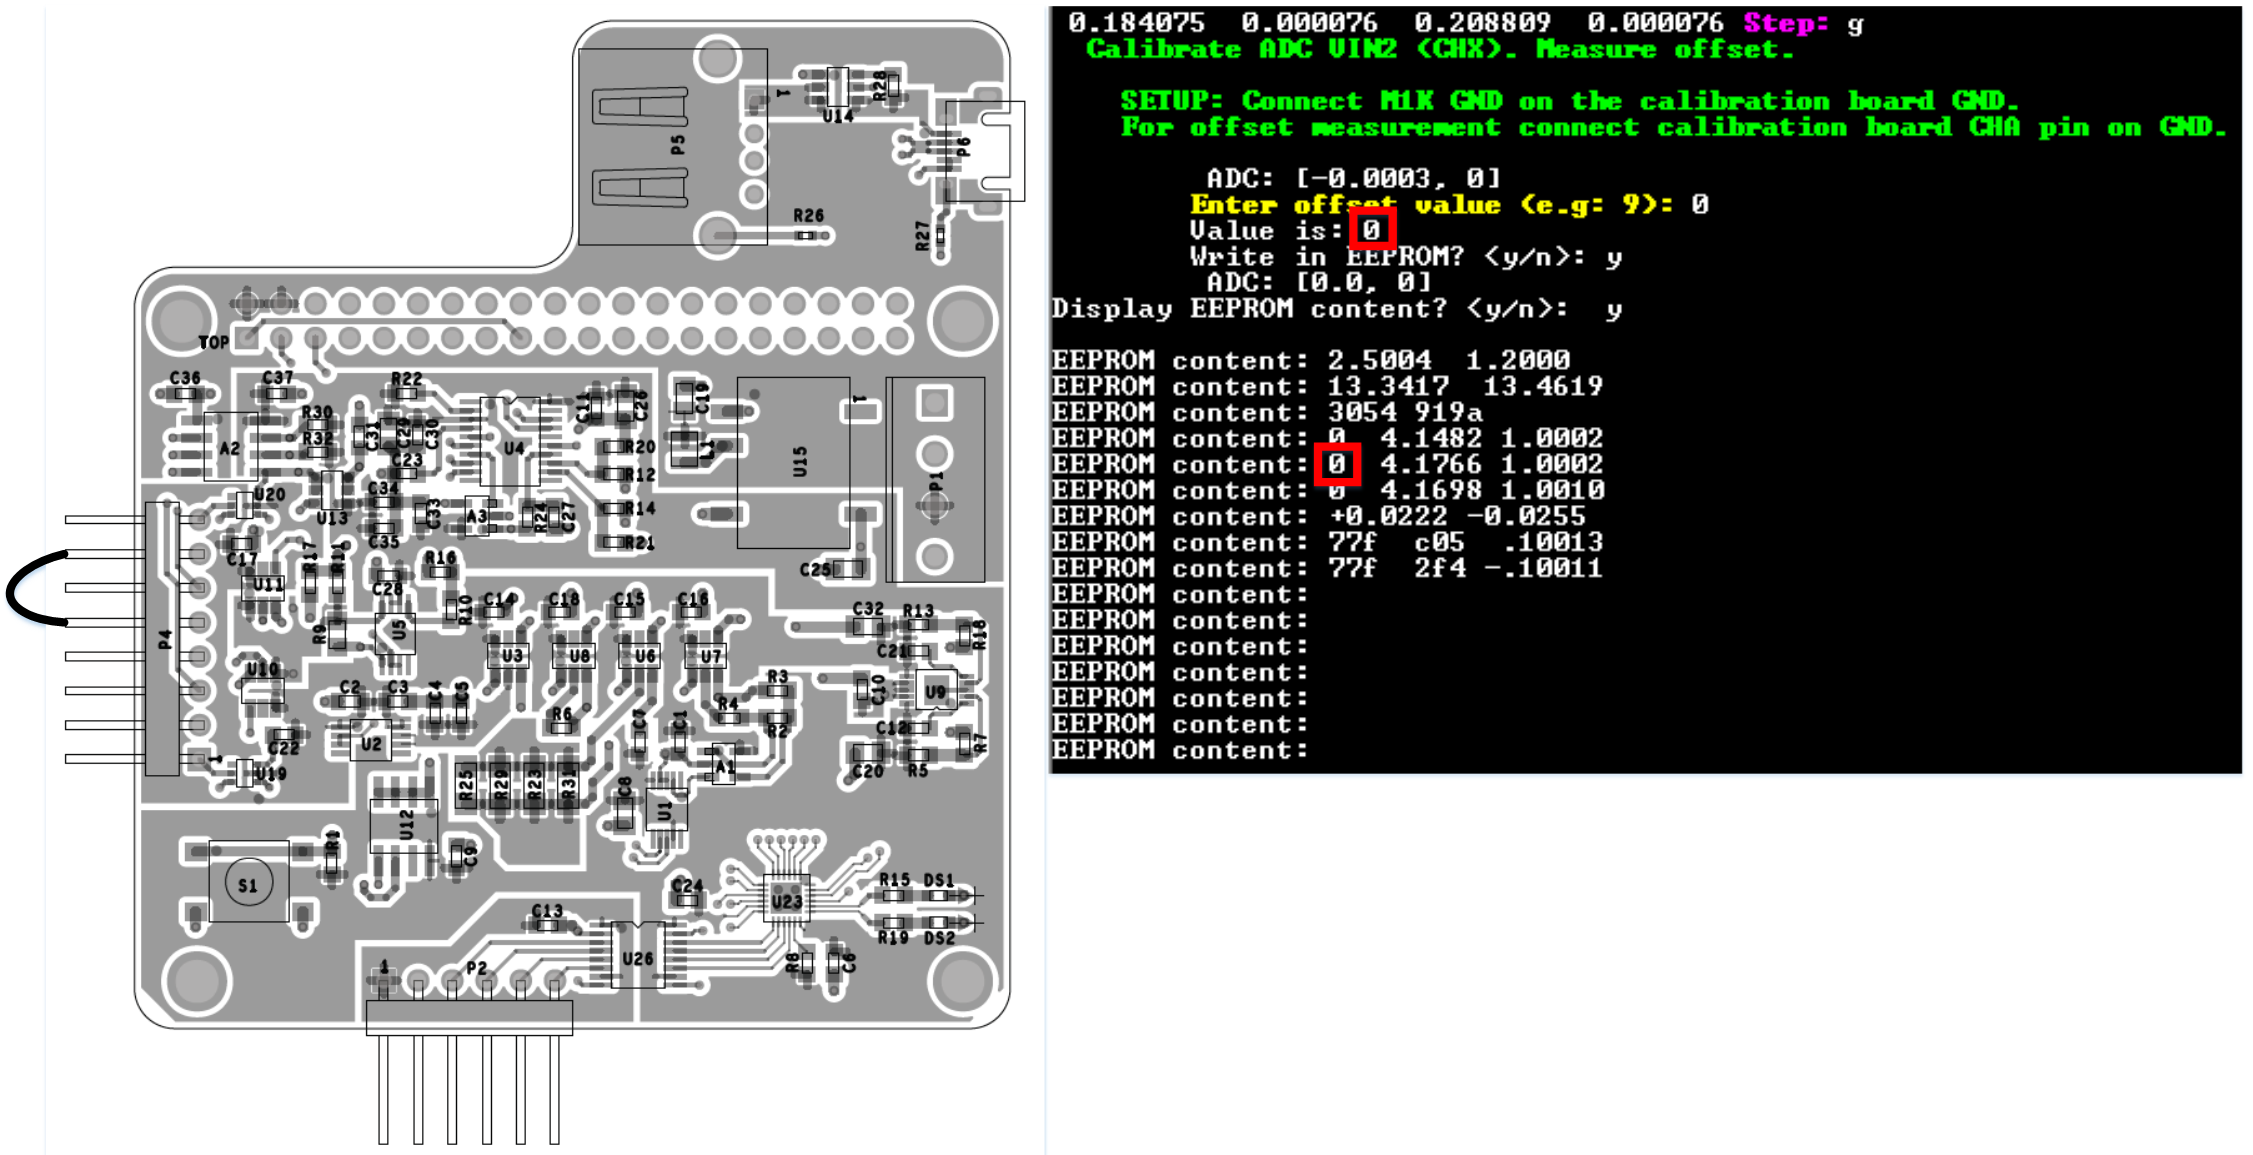 U14
R28
1
P5
P6
R26
R27
TOP
C36
C37
R22
R30
R32
A2
C31
C29
C30
C23
U4
C11
C26
C19
L1
R20
R12
R14
R21
U15
1
P1
U20
U13
C34
C33
C35
A3
R24
C27
C17
R17
R11
R16
C25
U11
C28
R10
C14
C18
C15
C16
C32
R13
R18
P4
R9
U5
U3
U8
U6
U7
C21
U10
C2
C3
C4
C5
R3
R4
R2
C10
U9
R6
C7
C1
C12
R7
C22
U2
A1
C20
R5
1
U19
R25
R29
R23
R31
C8
U1
U12
R1
C9
S1
C24
U23
R15
DS1
C13
R19
DS2
U26
R8
C6
1
P2
0.184075 0.000076 0.208809 0.000076 Step: g
Calibrate ADC VIN2 (CHX). Measure offset.
SETUP: Connect M1K GND on the calibration board GND.
For offset measurement connect calibration board CHA pin on GND.
ADC: [-0.0003, 0]
Enter offset value (e.g: 9): 0
Value is: 0
Write in EEPROM? <y/n>: y
ADC: [0.0, 0]
Display EEPROM content? <y/n>: y
EEPROM content: 2.5004 1.2000
EEPROM content: 13.3417 13.4619
EEPROM content: 3054 919a
EEPROM content: 0 4.1482 1.0002
EEPROM content: 0 4.1766 1.0002
EEPROM content: 0 4.1698 1.0010
EEPROM content: +0.0222 -0.0255
EEPROM content: 77f c05 .10013
EEPROM content: 77f 2f4 -.10011
EEPROM content:
EEPROM content:
EEPROM content:
EEPROM content:
EEPROM content:
EEPROM content:
EEPROM content: